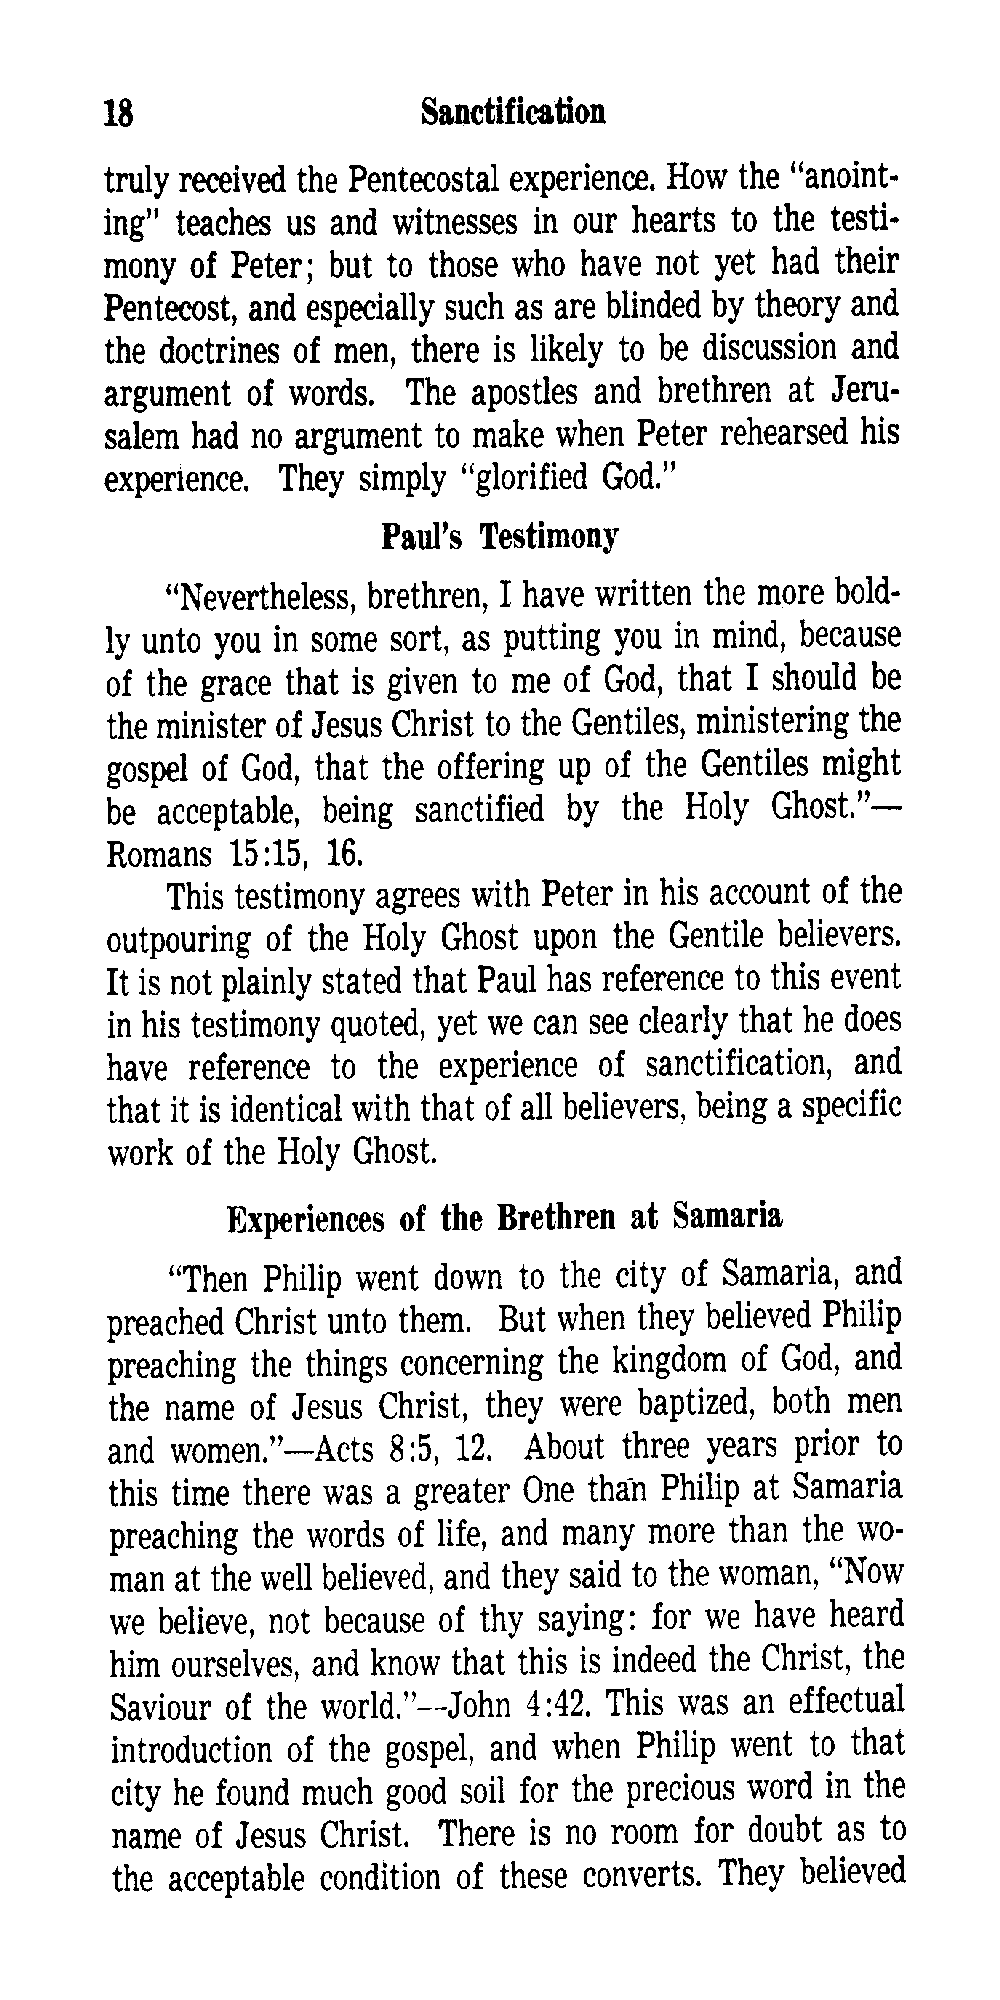 18 Sanctification
truly received the Pentecostal experience. How the “anoint-
ing” teaches us and witnesses in our hearts to the testi-
mony of Peter; but to those who have not yet had their
Pentecost, and especially such as are blinded by theory and
the doctrines of men, there is likely to be discussion and
argument of words. The apostles and brethren at Jeru-
salem had no argument to make when Peter rehearsed his
experience. They simply “glorified God.”
Paul’s Testimony
“Nevertheless, brethren, I have written the more bold-
ly unto you in some sort, as putting you in mind, because
of the grace that is given to me of God, that I should be
the minister of Jesus Christ to the Gentiles, ministering the
gospel of God, that the offering up of the Gentiles might
be acceptable, being sanctified by the Holy Ghost.”—
Romans 15:15, 16.
This testimony agrees with Peter in his account of the
outpouring of the Holy Ghost upon the Gentile believers.
It is not plainly stated that Paul has reference to this event
in his testimony quoted, yet we can see clearly that he does
have reference to the experience of sanctification, and
that it is identical with that of all believers, being a specific
work of the Holy Ghost.
Experiences of the Brethren at Samaria
“Then Philip went down to the city of Samaria, and
preached Christ unto them. But when they believed Philip
preaching the things concerning the kingdom of God, and
the name of Jesus Christ, they were baptized, both men
and women.”—Acts 8:5, 12. About three years prior to
this time there was a greater One than Philip at Samaria
preaching the words of life, and many more than the wo-
man at the well believed, and they said to the woman, “Now
we believe, not because of thy saying: for we have heard
him ourselves, and know that this is indeed the Christ, the
Saviour of the world.”—John 4:42. This was an effectual
introduction of the gospel, and when Philip went to that
city he found much good soil for the precious word in the
name of Jesus Christ. There is no room for doubt as to
the acceptable condition of these converts. They believed